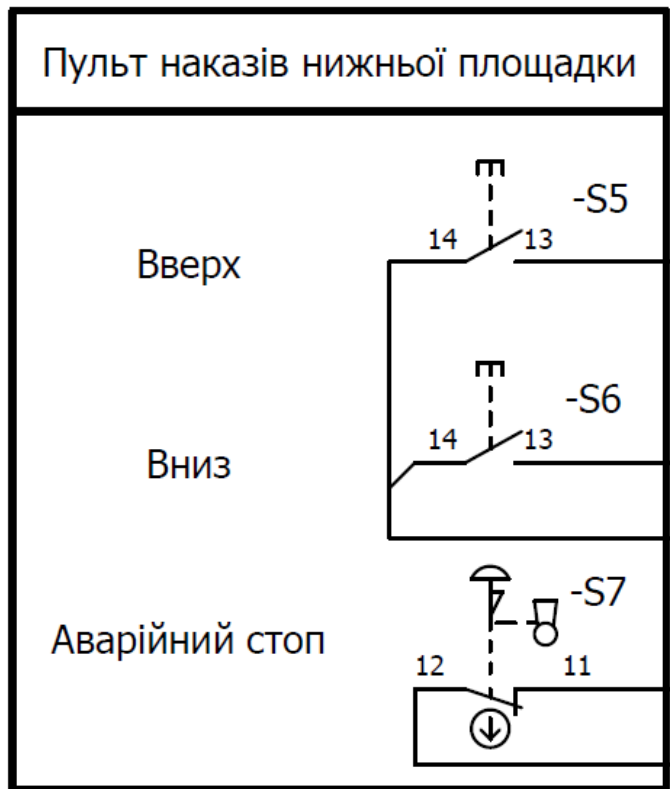 Пульт наказів нижньої площадки
-S5
14 13
Вверх
-S6
14 13
Вниз
-S7
Аварійний стоп
12 11